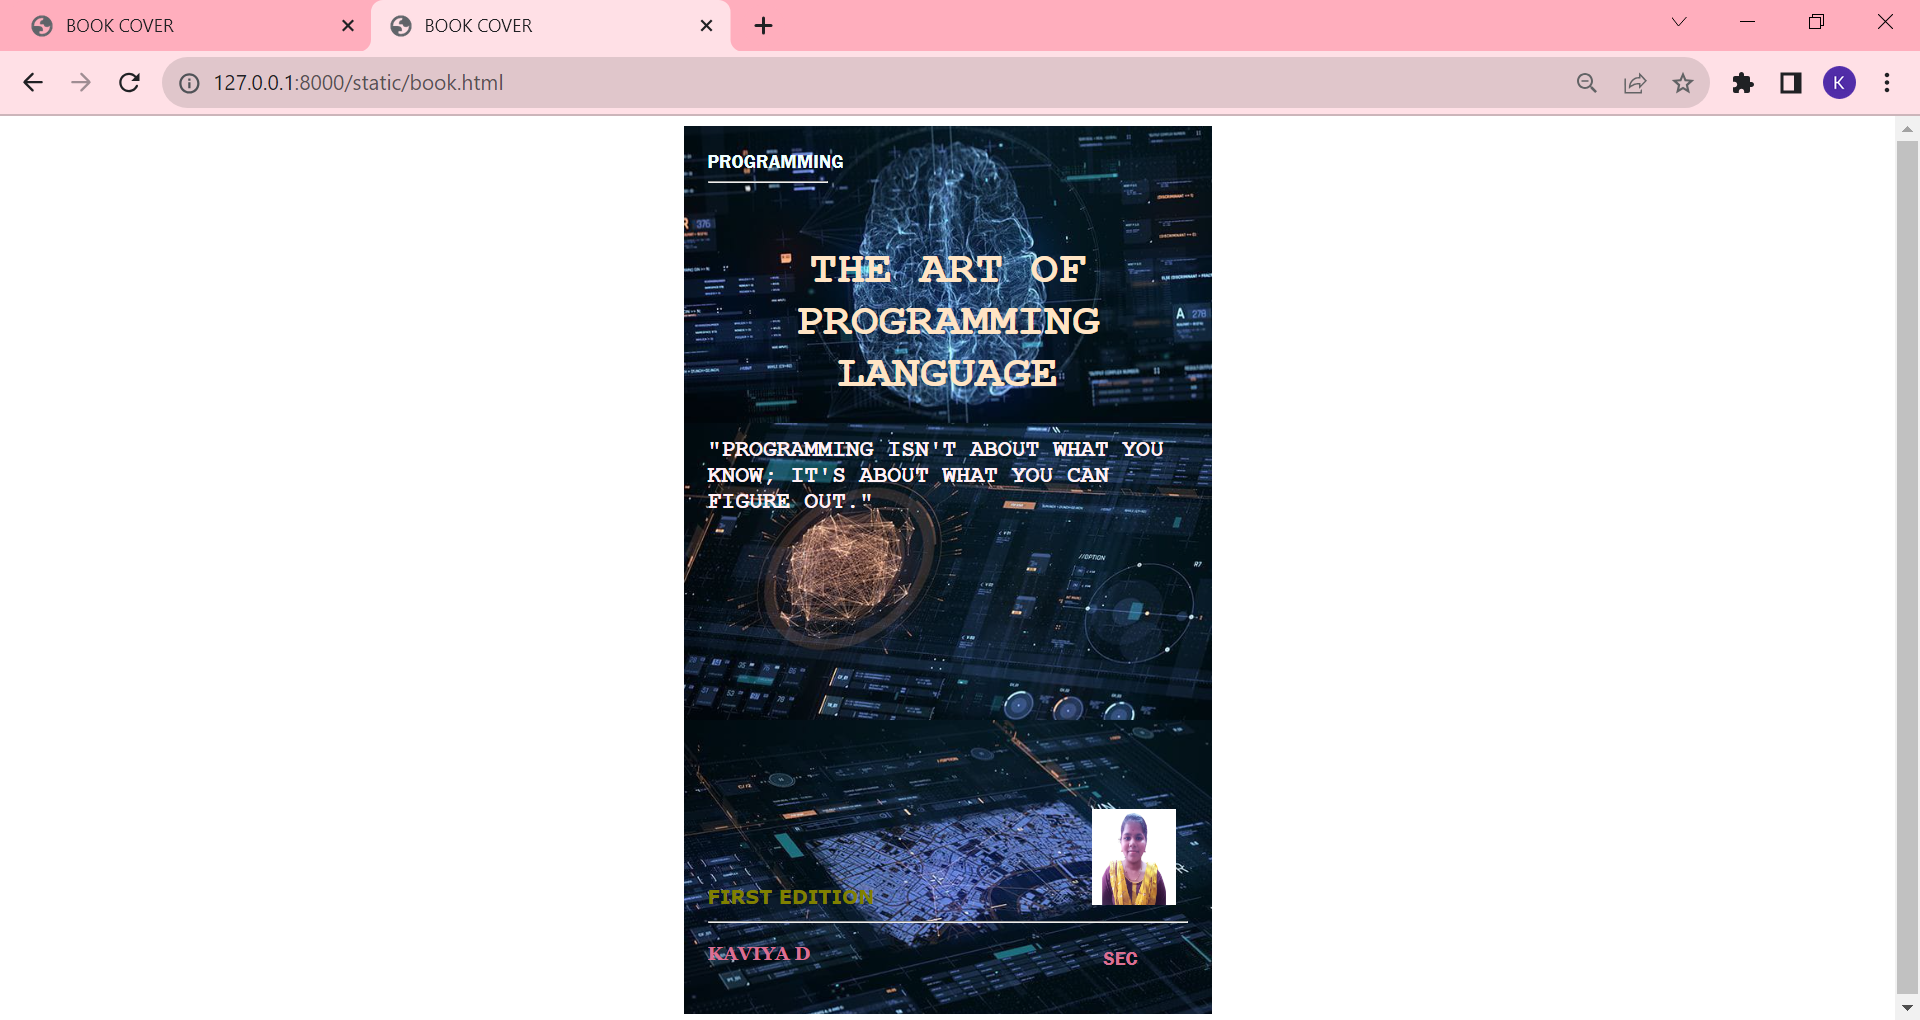 BOOK COVER
BOOK COVER
127.0.0.1:8000/static/book.html
K
PROGRAMMING
THE ART OF
PROGRAMMING
LANGUAGE
"PROGRAMMING ISN'T ABOUT WHAT YOU
KNOW; IT'S ABOUT WHAT YOU CAN
FIGURE OUT."
//OPTION
FIRST EDITION
KAVIYA D
SEC